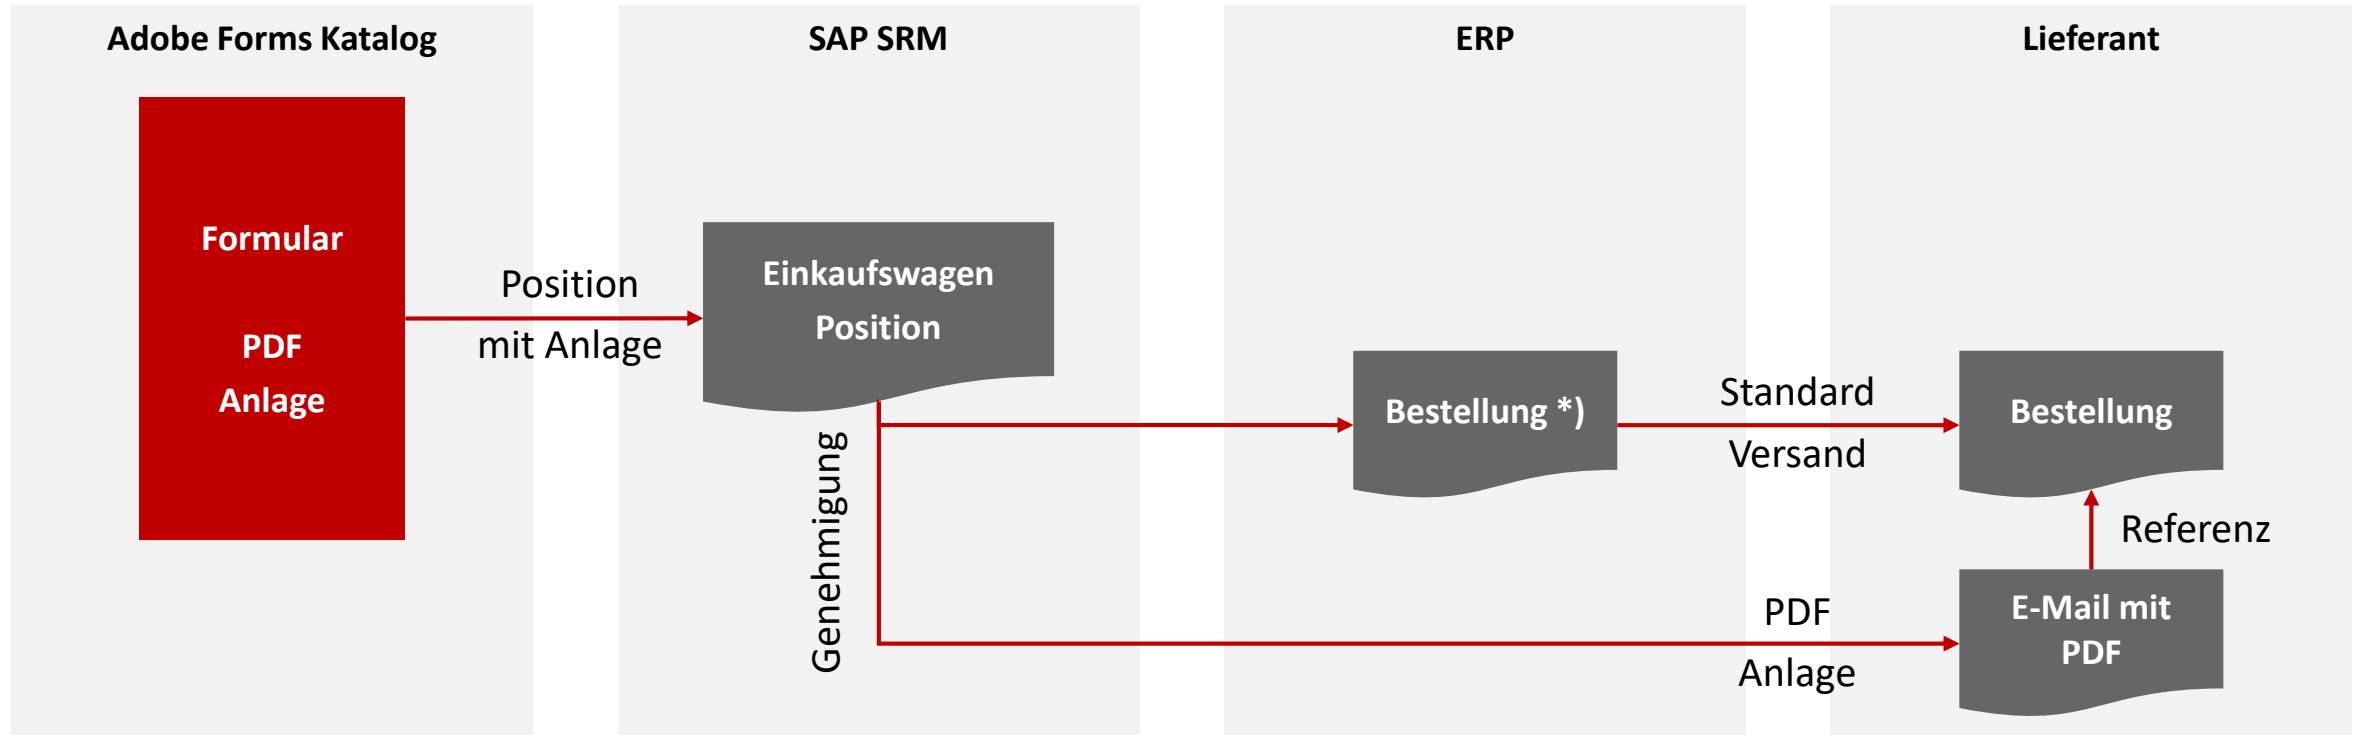 Adobe Forms Katalog
Formular
PDF
Anlage
Position
mit Anlage
SAP SRM
Einkaufswagen
Position
Genehmigung
ERP
Bestellung *)
Standard
Versand
PDF
Anlage
Lieferant
Bestellung
Referenz
E-Mail mit
PDF